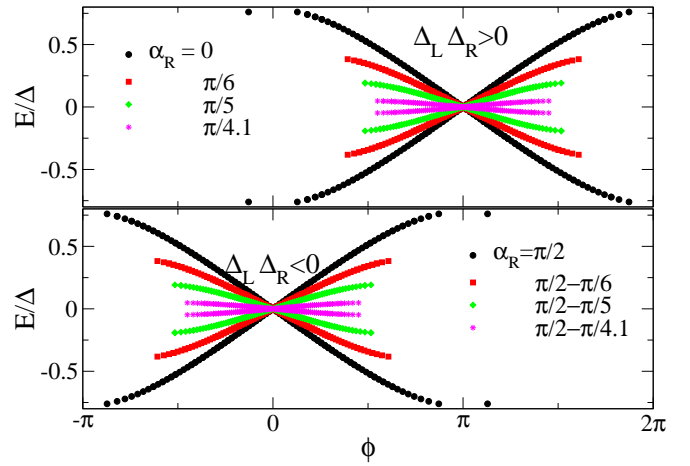 0.5
0
-0.5
E/Δ
α_R = 0
π/6
π/5
π/4.1
Δ_L Δ_R>0
0.5
0
-0.5
E/Δ
Δ_L Δ_R<0
α_R=π/2
π/2−π/6
π/2−π/5
π/2−π/4.1
-π
0
π
2π
ϕ